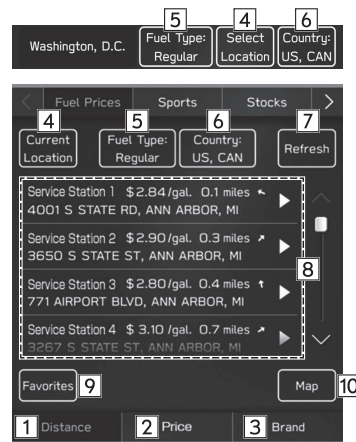 5 4 6
Washington, D.C. Fuel Type: Regular Select Location Country: US, CAN
Fuel Prices Sports Stocks
4 5 6 7
Current Location Fuel Type: Regular Country: US, CAN Refresh
Service Station 1 $2.84/gal. 0.1 miles
4001 S STATE RD, ANN ARBOR, MI
Service Station 2 $2.90/gal. 0.3 miles
3650 S STATE ST, ANN ARBOR, MI
8
Service Station 3 $2.80/gal. 0.4 miles
771 AIRPORT BLVD, ANN ARBOR, MI
Service Station 4 $3.10/gal. 0.7 miles
3267 S STATE ST, ANN ARBOR, MI
Favorites 9 Map 10
1 Distance 2 Price 3 Brand